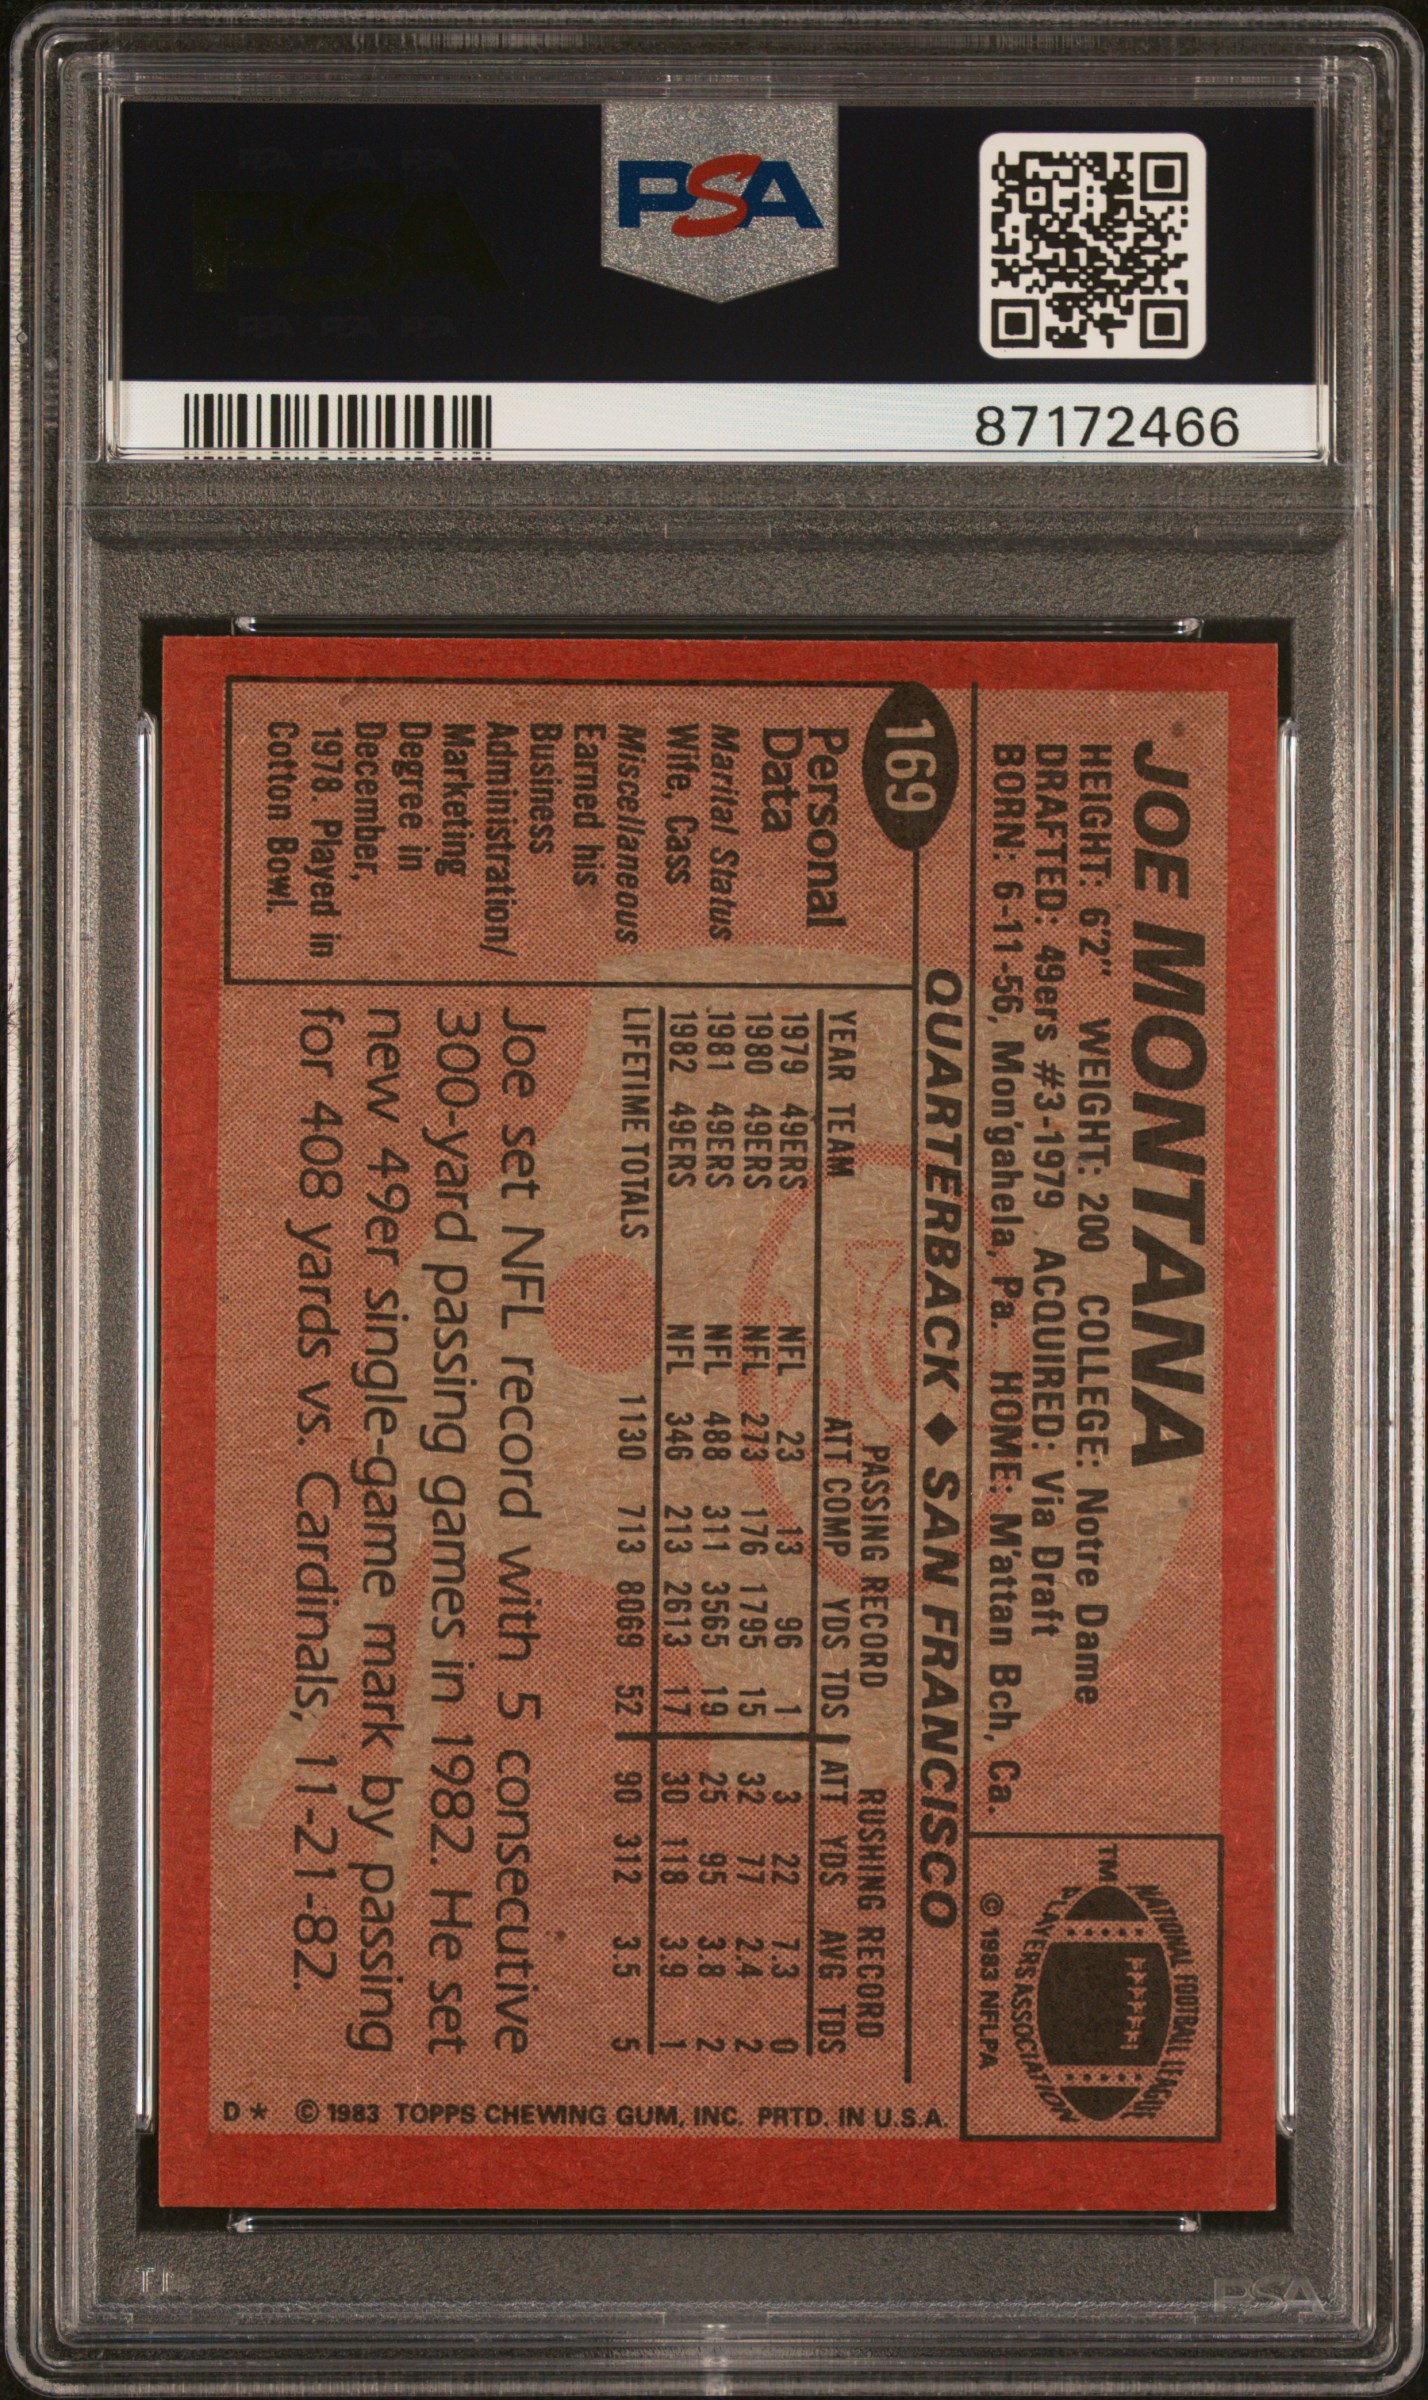 PSA PSA PSA
PSA
PSA PSA PSA
PSA
87172466
JOE MONTANA
HEIGHT: 6'2" WEIGHT: 200 COLLEGE: Notre Dame
DRAFTED: 49ers #3-1979 ACQUIRED: Via Draft
BORN: 6-11-56, Mon'gahela, Pa. HOME: M'attan Bch, Ca.
TM
NATIONAL FOOTBALL LEAGUE
PLAYERS ASSOCIATION
© 1983 NFLPA
169
QUARTERBACK ◆ SAN FRANCISCO
Personal
Data
Marital Status
Wife, Cass
Miscellaneous
Earned his
Business
Administration/
Marketing
Degree in
December,
1978. Played in
Cotton Bowl.
PASSING RECORD RUSHING RECORD
YEAR TEAM ATT COMP YDS TDS ATT YDS AVG TDS
1979 49ERS NFL 23 13 96 1 3 22 7.3 0
1980 49ERS NFL 273 176 1795 15 32 77 2.4 2
1981 49ERS NFL 488 311 3565 19 25 95 3.8 2
1982 49ERS NFL 346 213 2613 17 30 118 3.9 1
LIFETIME TOTALS 1130 713 8069 52 90 312 3.5 5
Joe set NFL record with 5 consecutive
300-yard passing games in 1982. He set
new 49er single-game mark by passing
for 408 yards vs. Cardinals, 11-21-82.
D* © 1983 TOPPS CHEWING GUM, INC. PRTD. IN U.S.A.
PSA